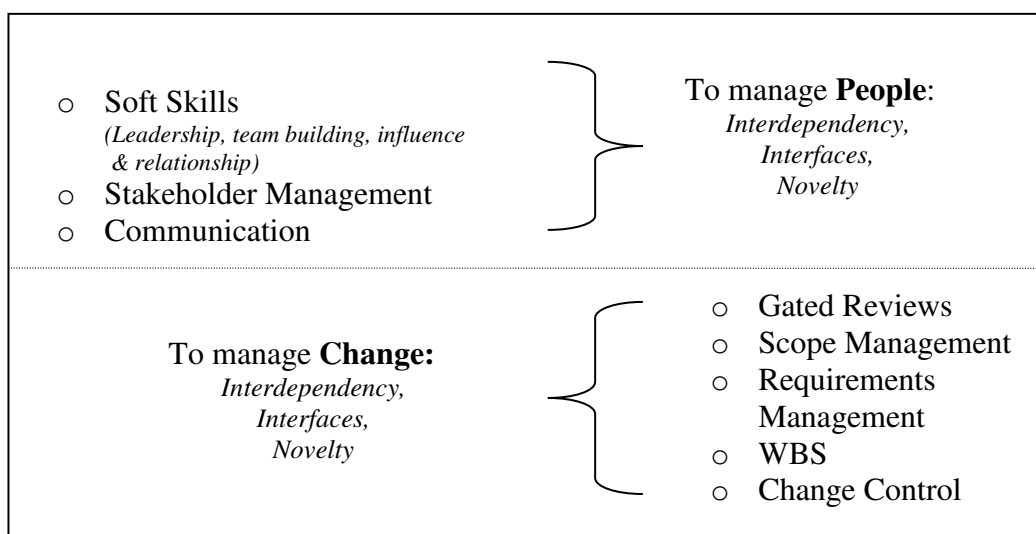 o Soft Skills
(Leadership, team building, influence
& relationship)
o Stakeholder Management
o Communication
To manage People:
Interdependency,
Interfaces,
Novelty
To manage Change:
Interdependency,
Interfaces,
Novelty
o Gated Reviews
o Scope Management
o Requirements
Management
o WBS
o Change Control